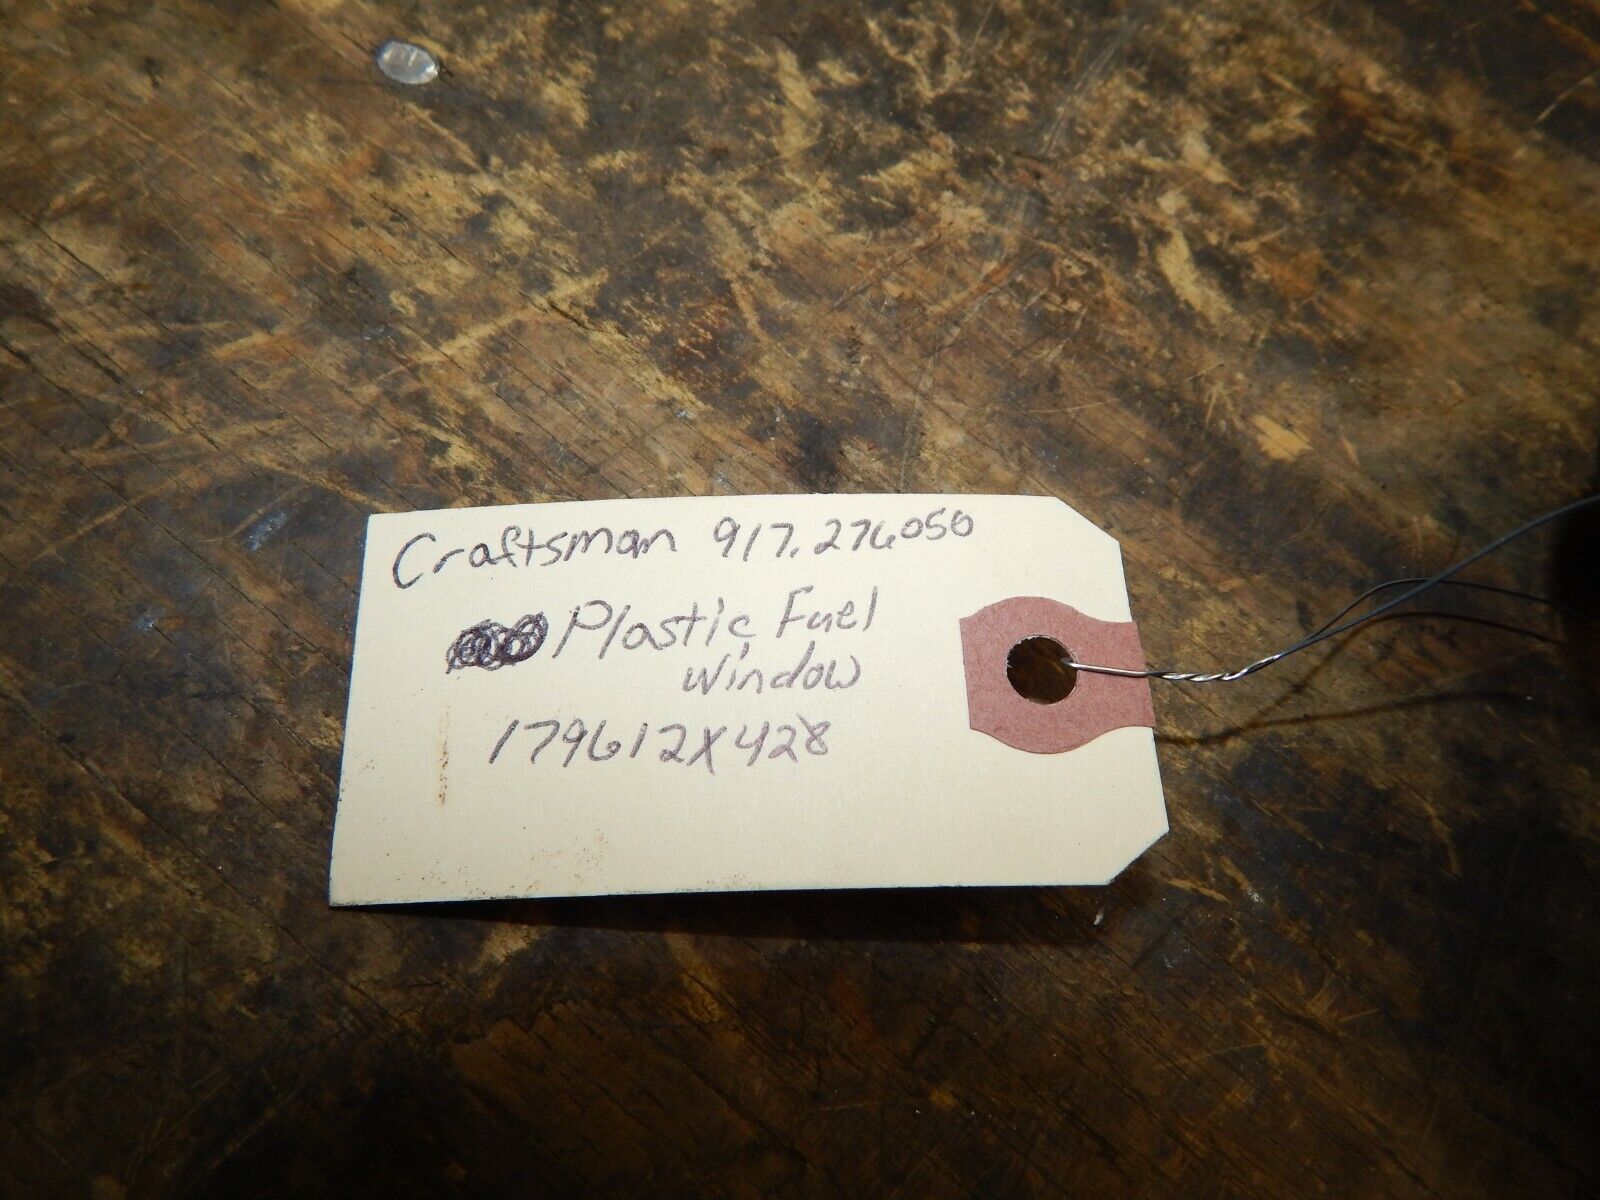 Craftsman 917.276050
Plastic Fuel
window
179612X428